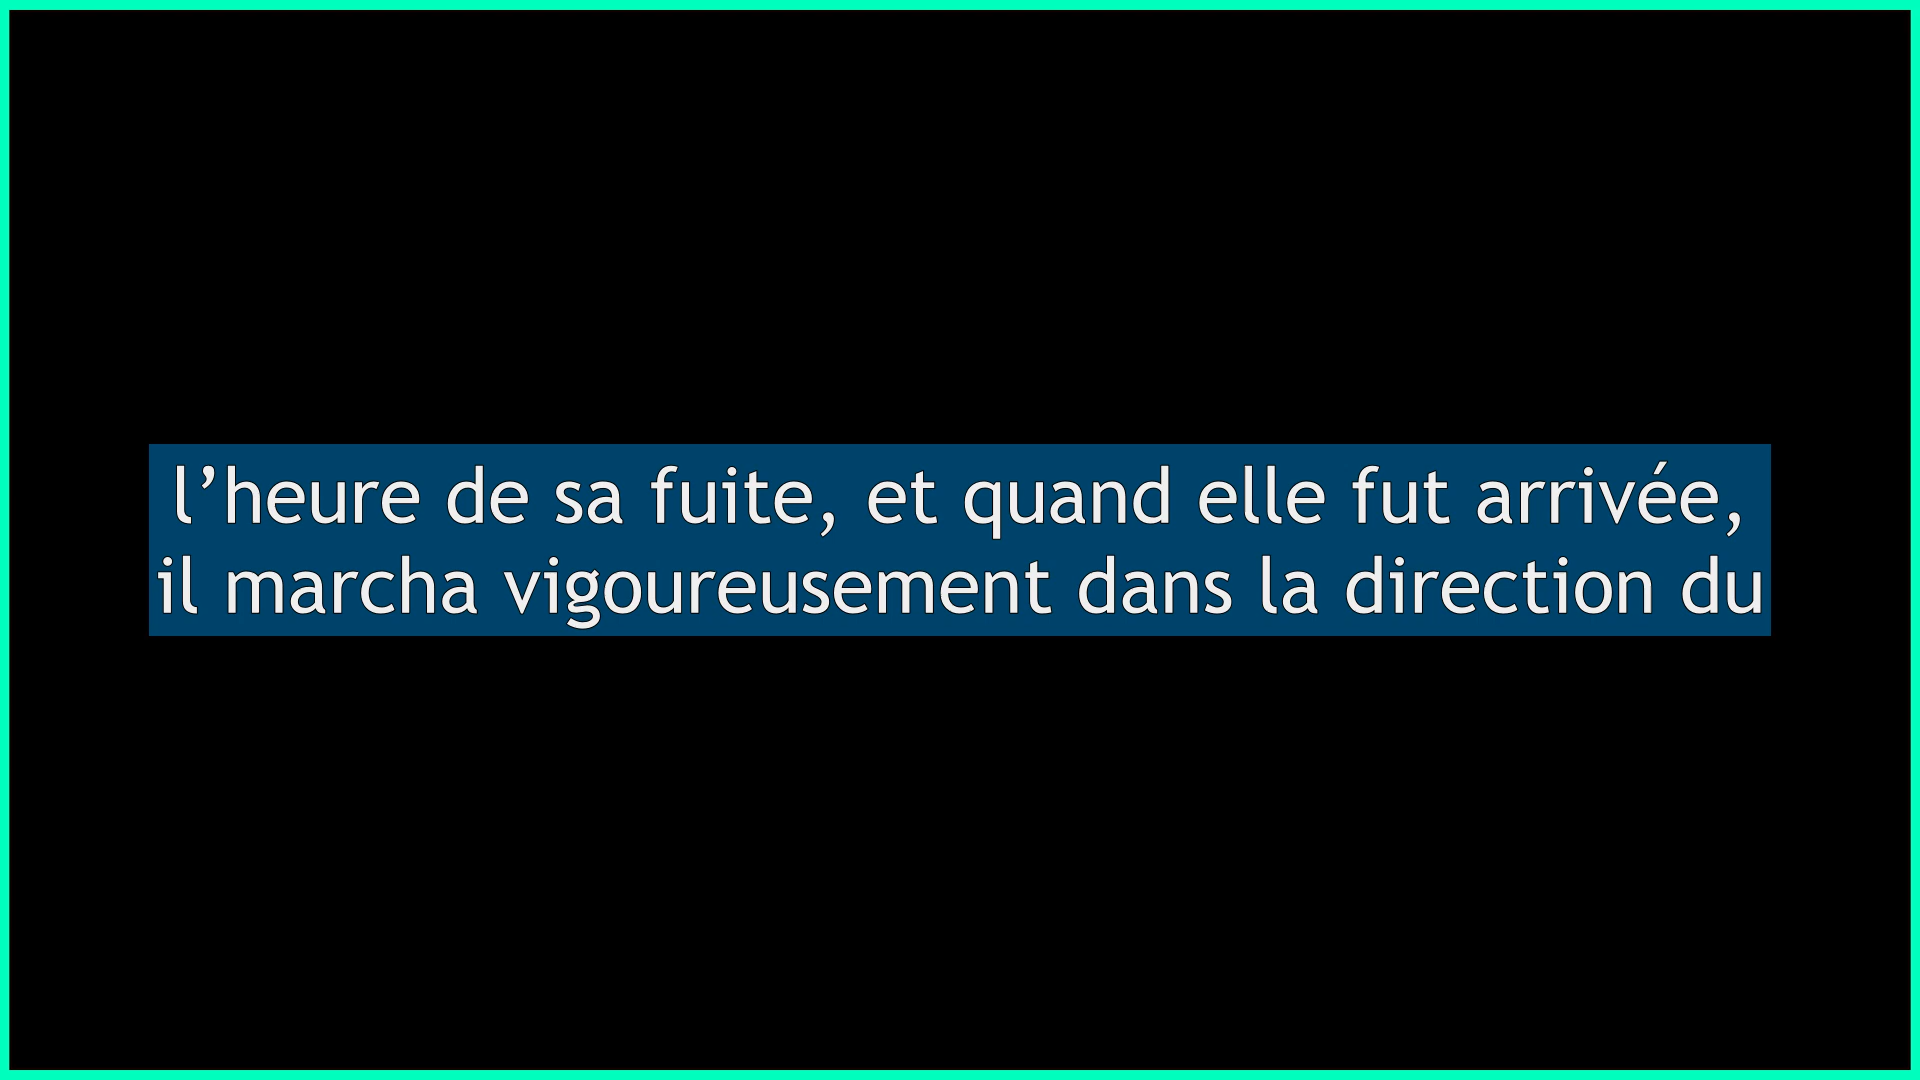 l’heure de sa fuite, et quand elle fut arrivée,
il marcha vigoureusement dans la direction du